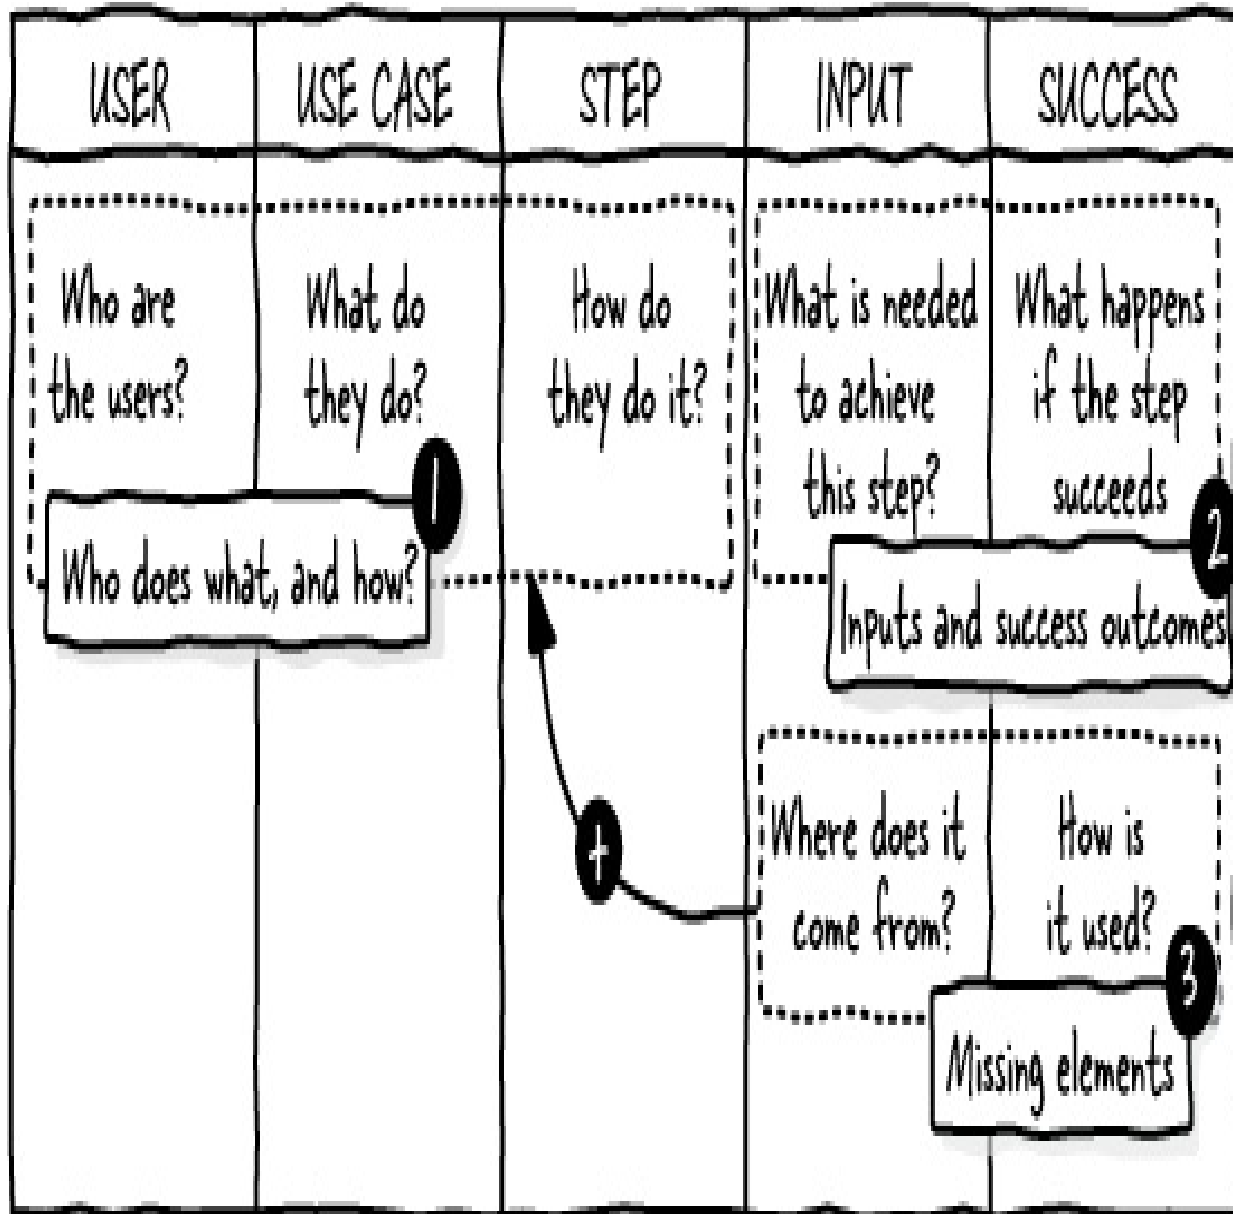 USER
USE CASE
STEP
INPUT
SUCCESS
Who are
the users?
What do
they do?
How do
they do it?
What is needed
to achieve
this step?
What happens
if the step
succeeds
1
Who does what, and how?
2
Inputs and success outcomes
+
Where does it
come from?
How is
it used?
3
Missing elements